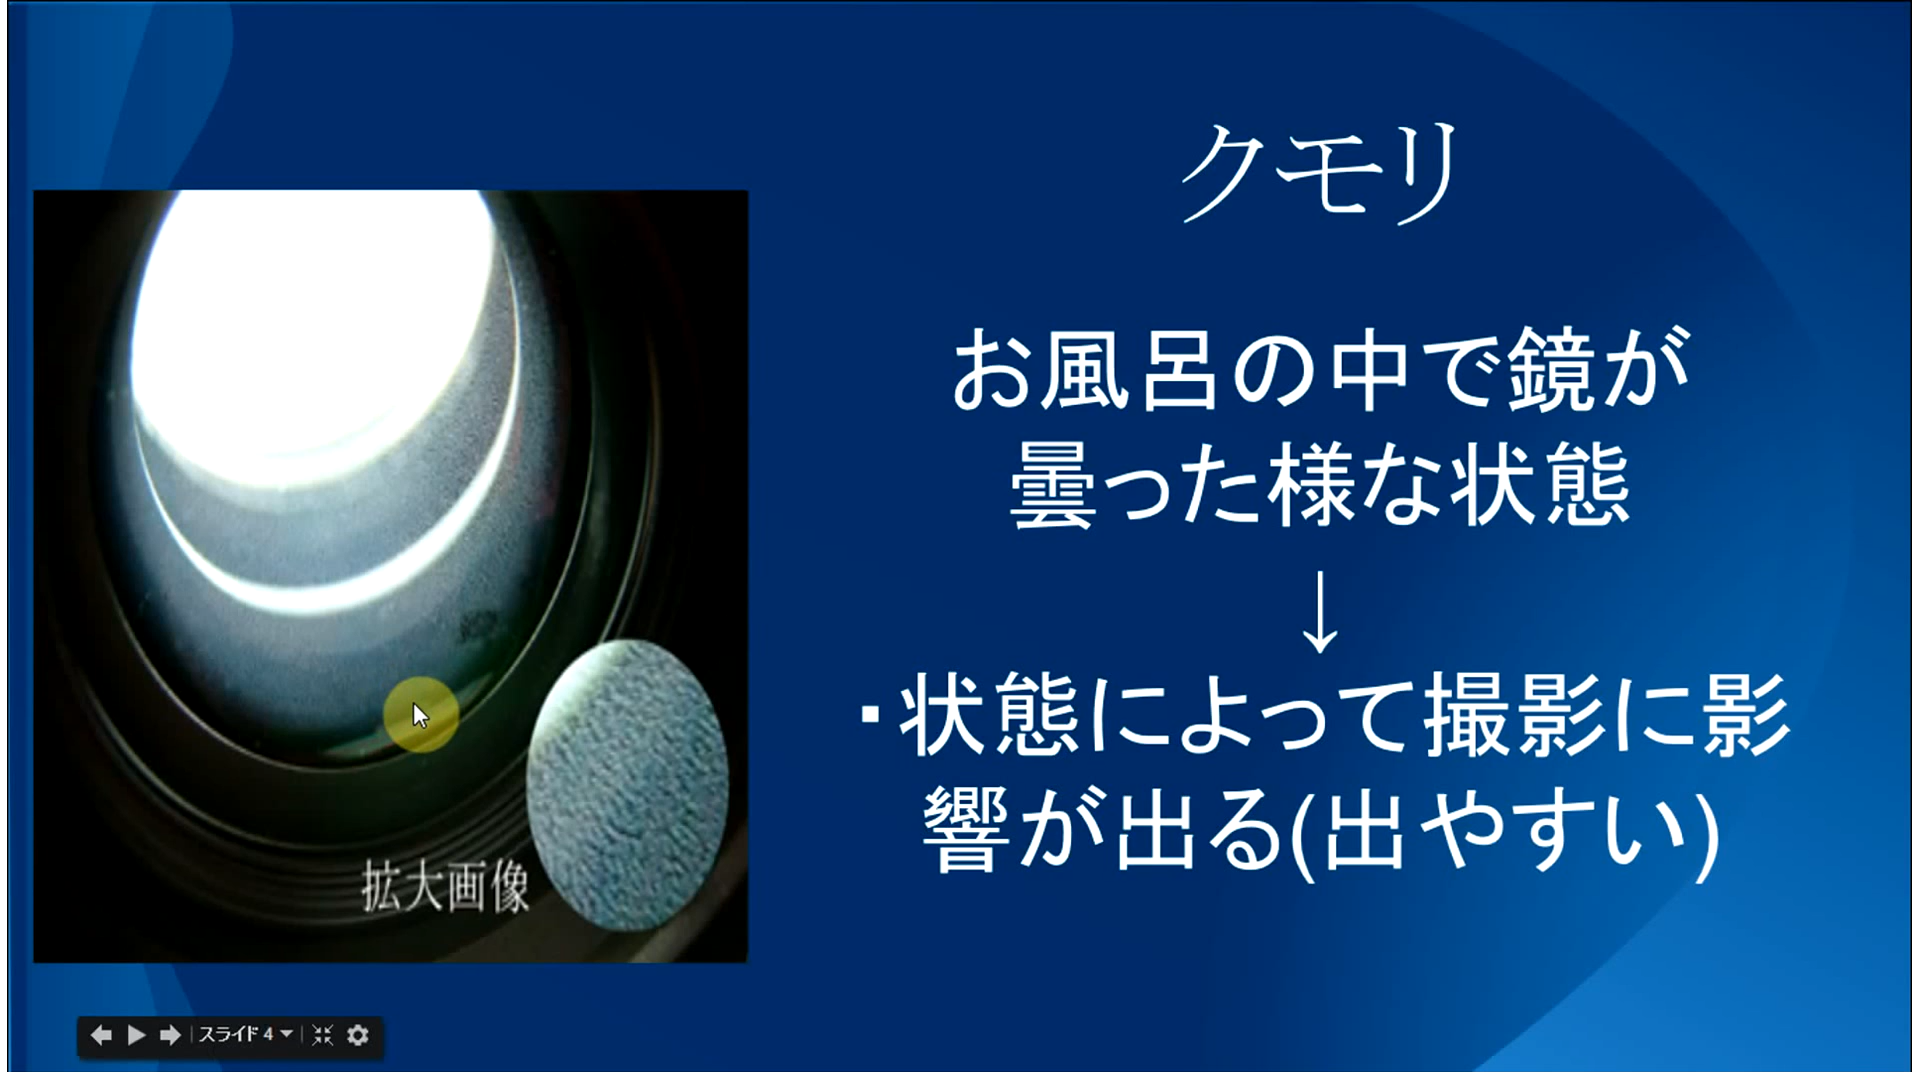 クモリ
お風呂の中で鏡が
曇った様な状態
↓
・状態によって撮影に影
響が出る(出やすい)
拡大画像
スライド 4